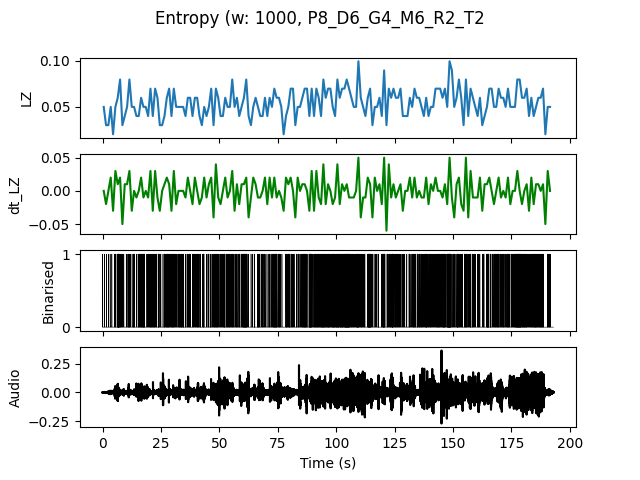 Entropy (w: 1000, P8_D6_G4_M6_R2_T2
0.10
0.05
LZ
0.05
0.00
−0.05
dt_LZ
1
0
Binarised
0.25
0.00
−0.25
Audio
0 25 50 75 100 125 150 175 200
Time (s)